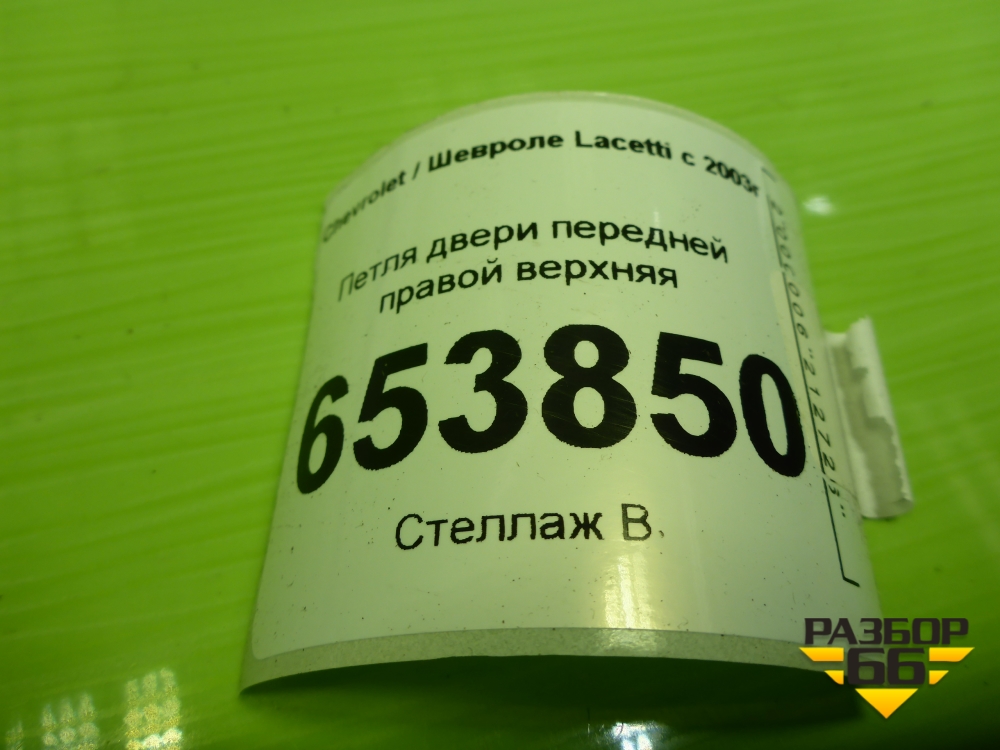 Chevrolet / Шевроле Lacetti с 2003г
Петля двери передней
правой верхняя
653850
Стеллаж В.
РАЗБОР
66